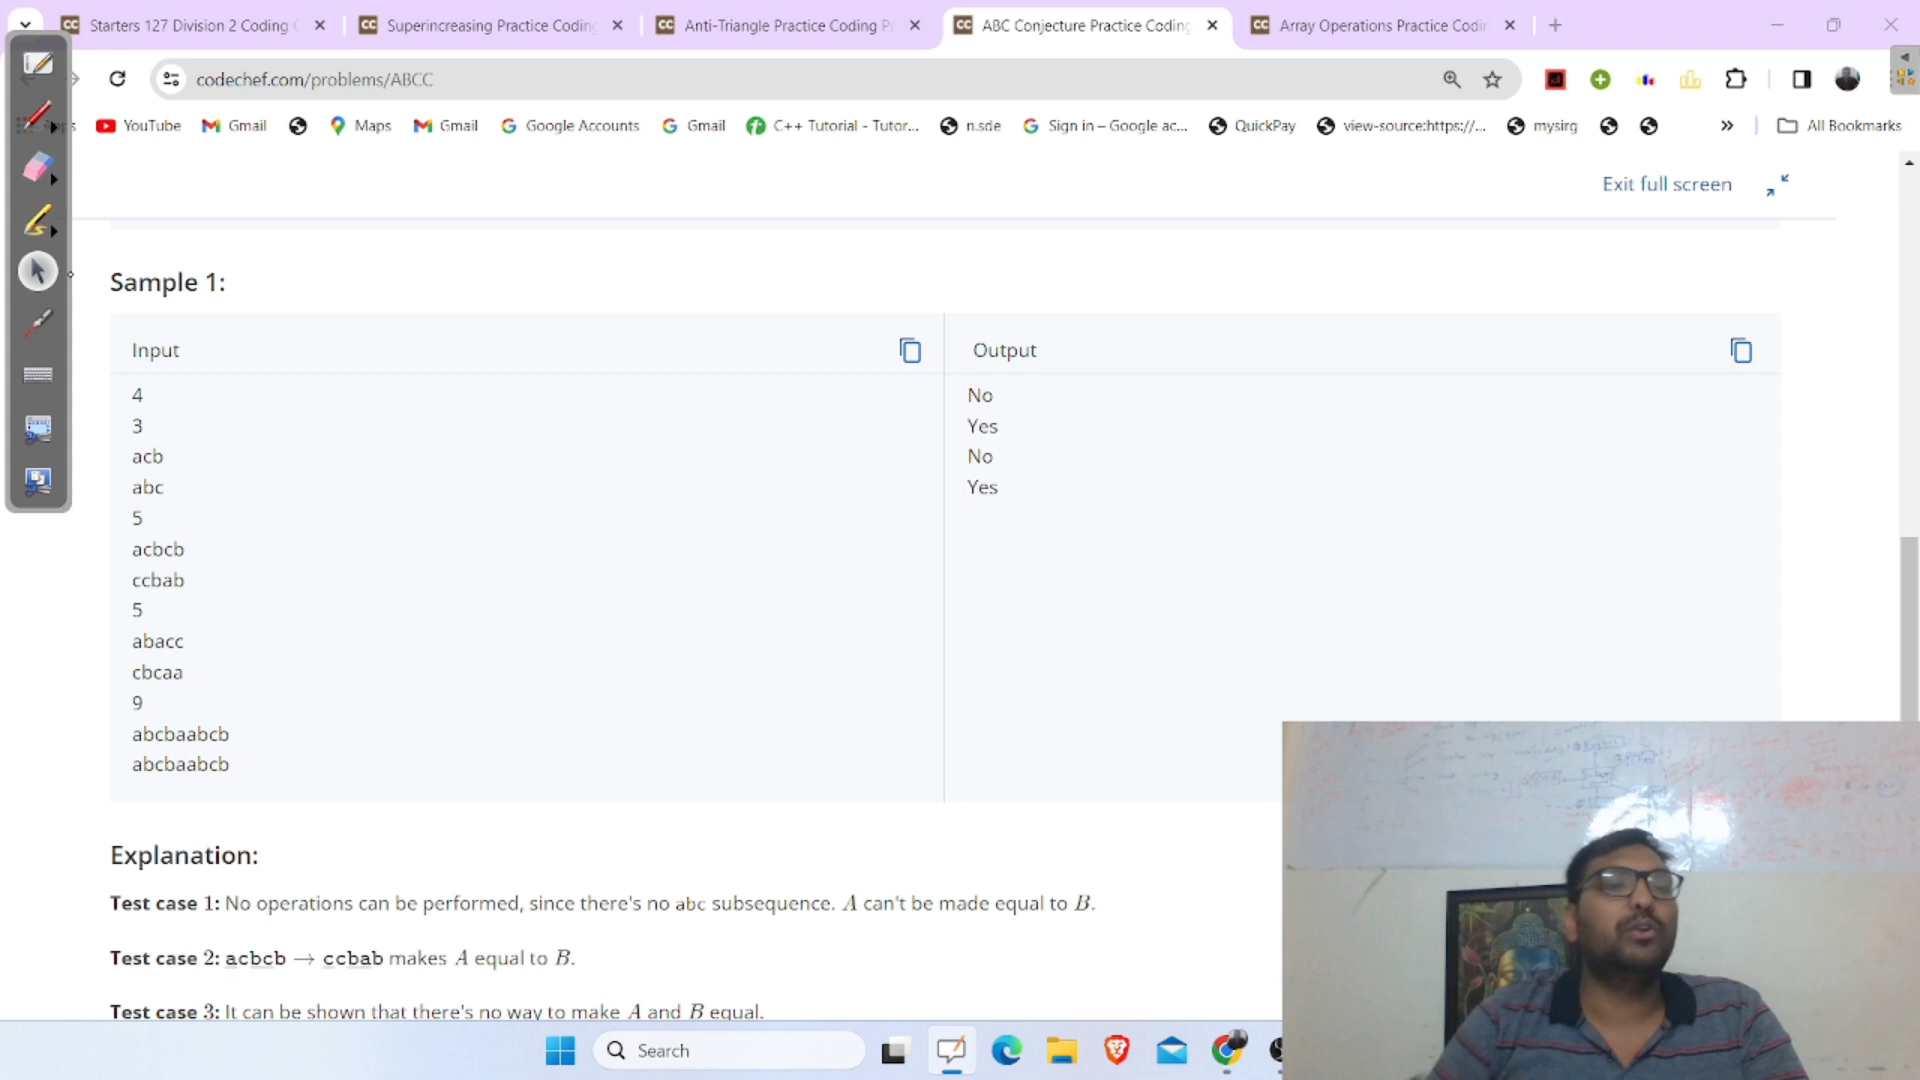 Starters 127 Division 2 Coding
Superincreasing Practice Coding
Anti-Triangle Practice Coding P
ABC Conjecture Practice Coding
Array Operations Practice Codin
codechef.com/problems/ABCC
YouTube
Gmail
Maps
Gmail
Google Accounts
Gmail
C++ Tutorial - Tutor...
n.sde
Sign in – Google ac...
QuickPay
view-source:https://...
mysirg
»
All Bookmarks
Exit full screen
Sample 1:
Input
Output
4
3
acb
abc
5
acbcb
ccbab
5
abacc
cbcaa
9
abcbaabcb
abcbaabcb
No
Yes
No
Yes
Explanation:
Test case 1: No operations can be performed, since there's no abc subsequence. A can't be made equal to B.
Test case 2: acbcb → ccbab makes A equal to B.
Test case 3: It can be shown that there's no way to make A and B equal.
Search